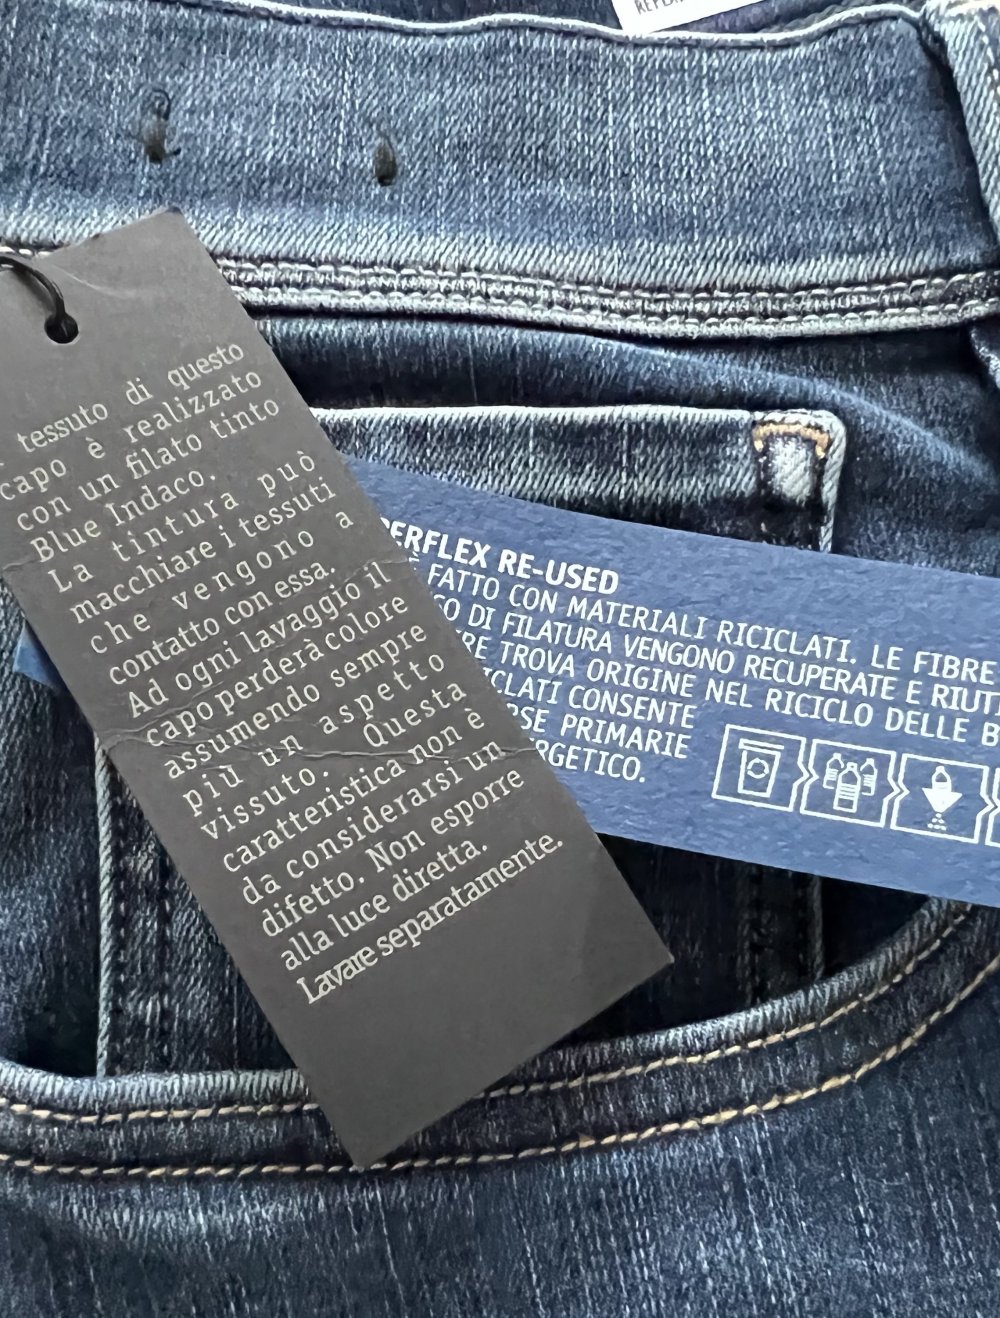 tessuto di questo
capo è realizzato
con un filato tinto
Blue Indaco.
La tintura può
macchiare i tessuti
che vengono a
contatto con essa.
Ad ogni lavaggio il
capo perderà colore
assumendo sempre
più un aspetto
vissuto. Questa
caratteristica non è
da considerarsi un
difetto. Non esporre
alla luce diretta.
Lavare separatamente.
ERFLEX RE-USED
È FATTO CON MATERIALI RICICLATI. LE FIBRE
DI FILATURA VENGONO RECUPERATE E RIUT
TROVA ORIGINE NEL RICICLO DELLE B
CLATI CONSENTE
RSE PRIMARIE
RGETICO.